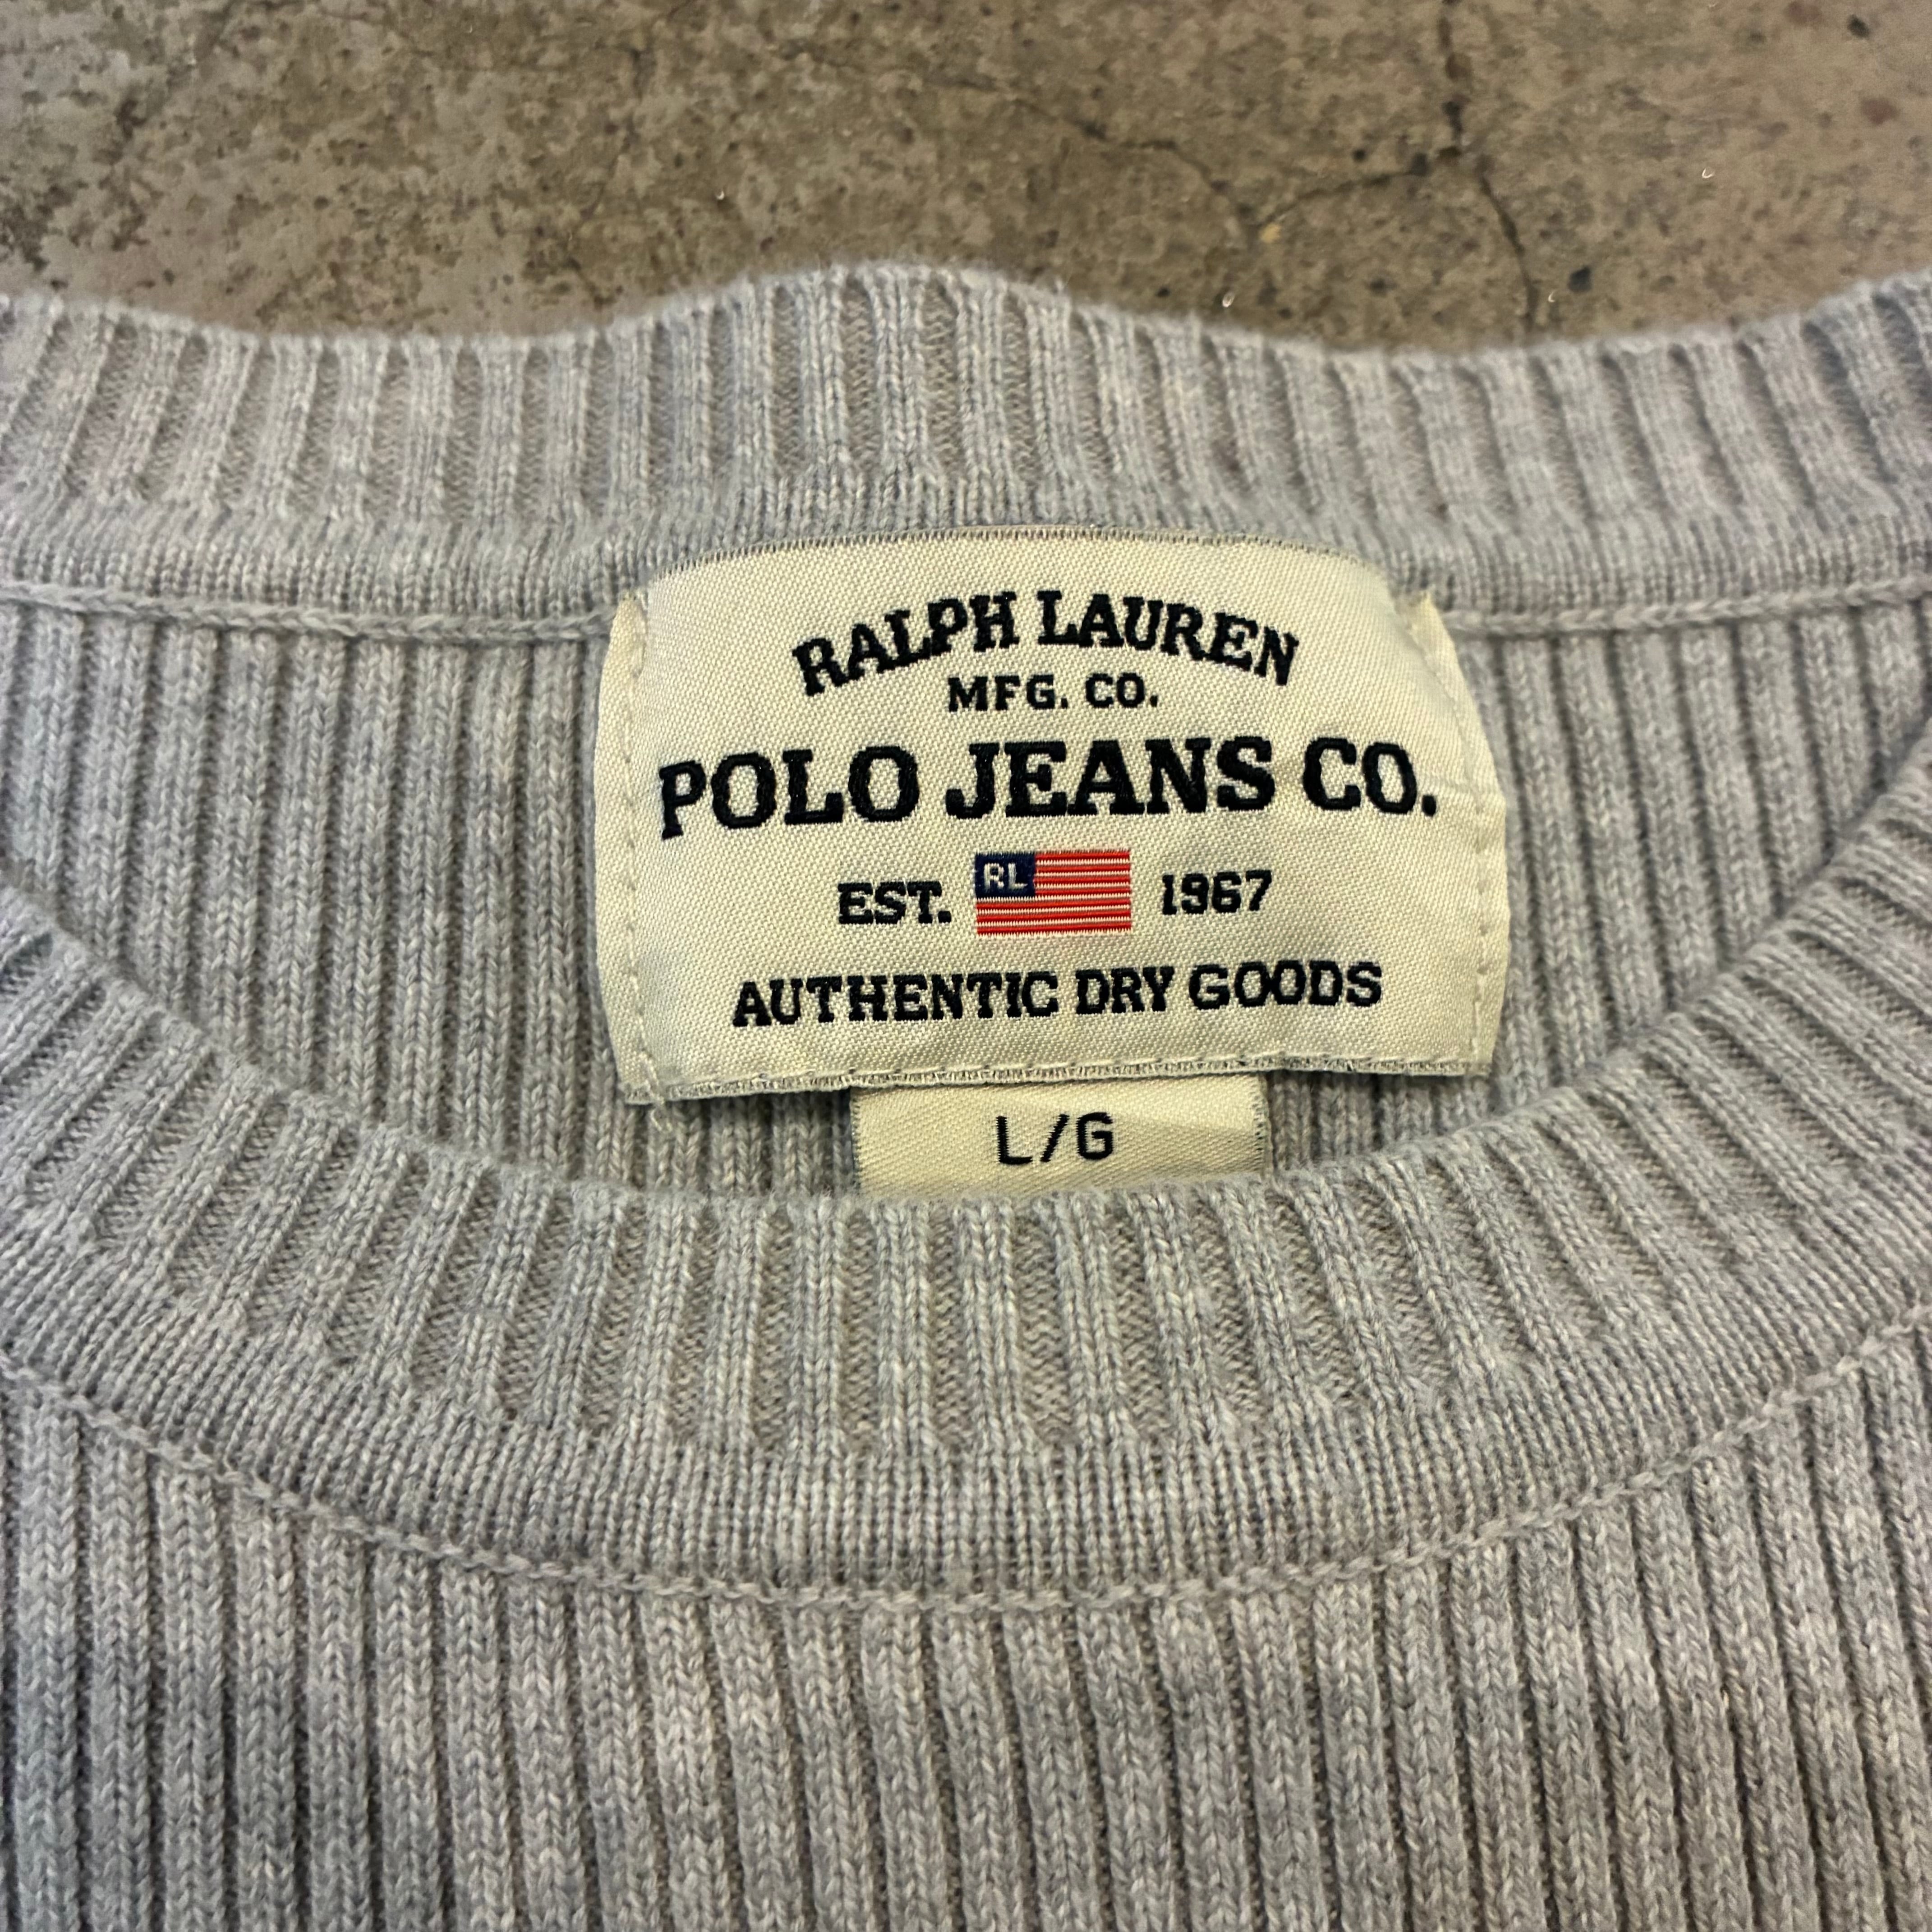 RALPH LAUREN
MFG. CO.
POLO JEANS CO.
EST. RL 1967
AUTHENTIC DRY GOODS
L/G